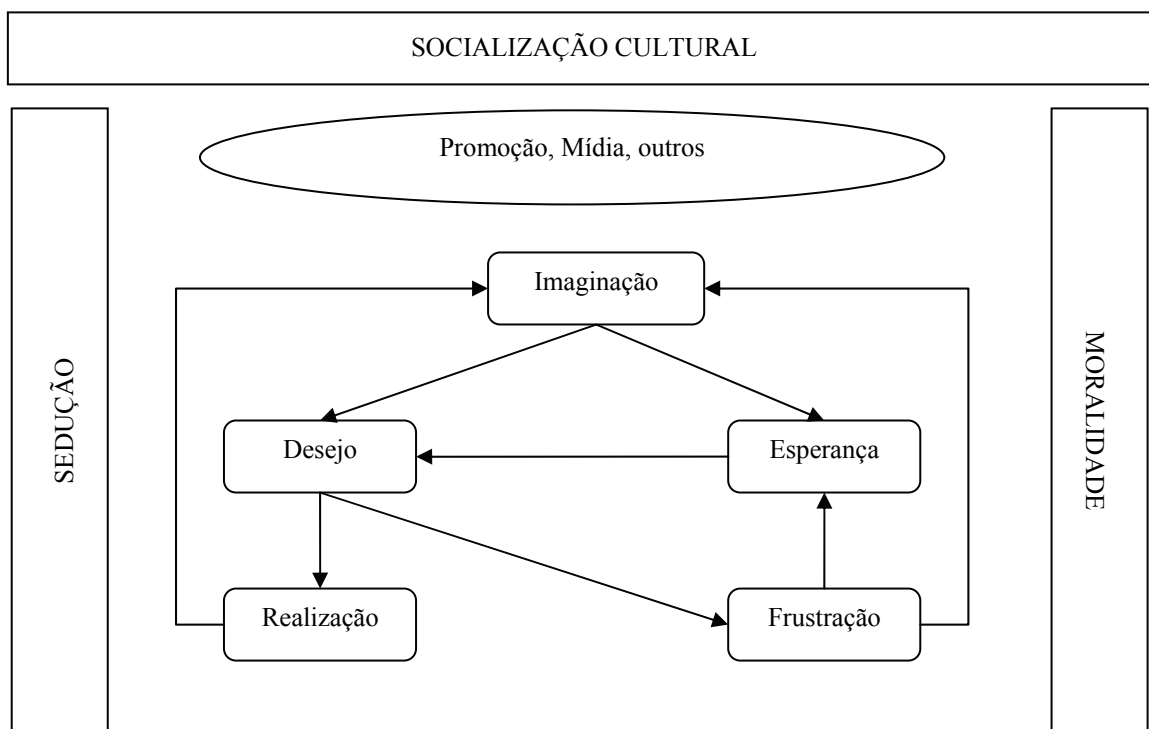 SOCIALIZAÇÃO CULTURAL
Promoção, Mídia, outros
SEDUÇÃO
Imaginação
MORALIDADE
Desejo
Esperança
Realização
Frustração